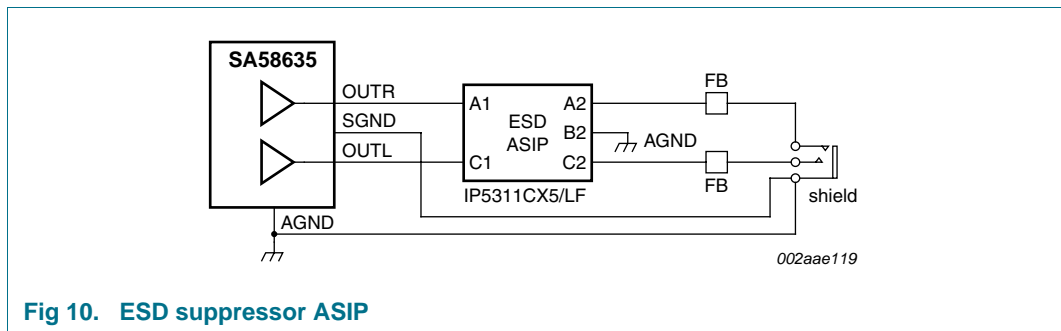 SA58635
OUTR
SGND
OUTL
AGND
A1
C1
ESD
ASIP
A2
B2
C2
IP5311CX5/LF
AGND
FB
FB
shield
002aae119
Fig 10. ESD suppressor ASIP